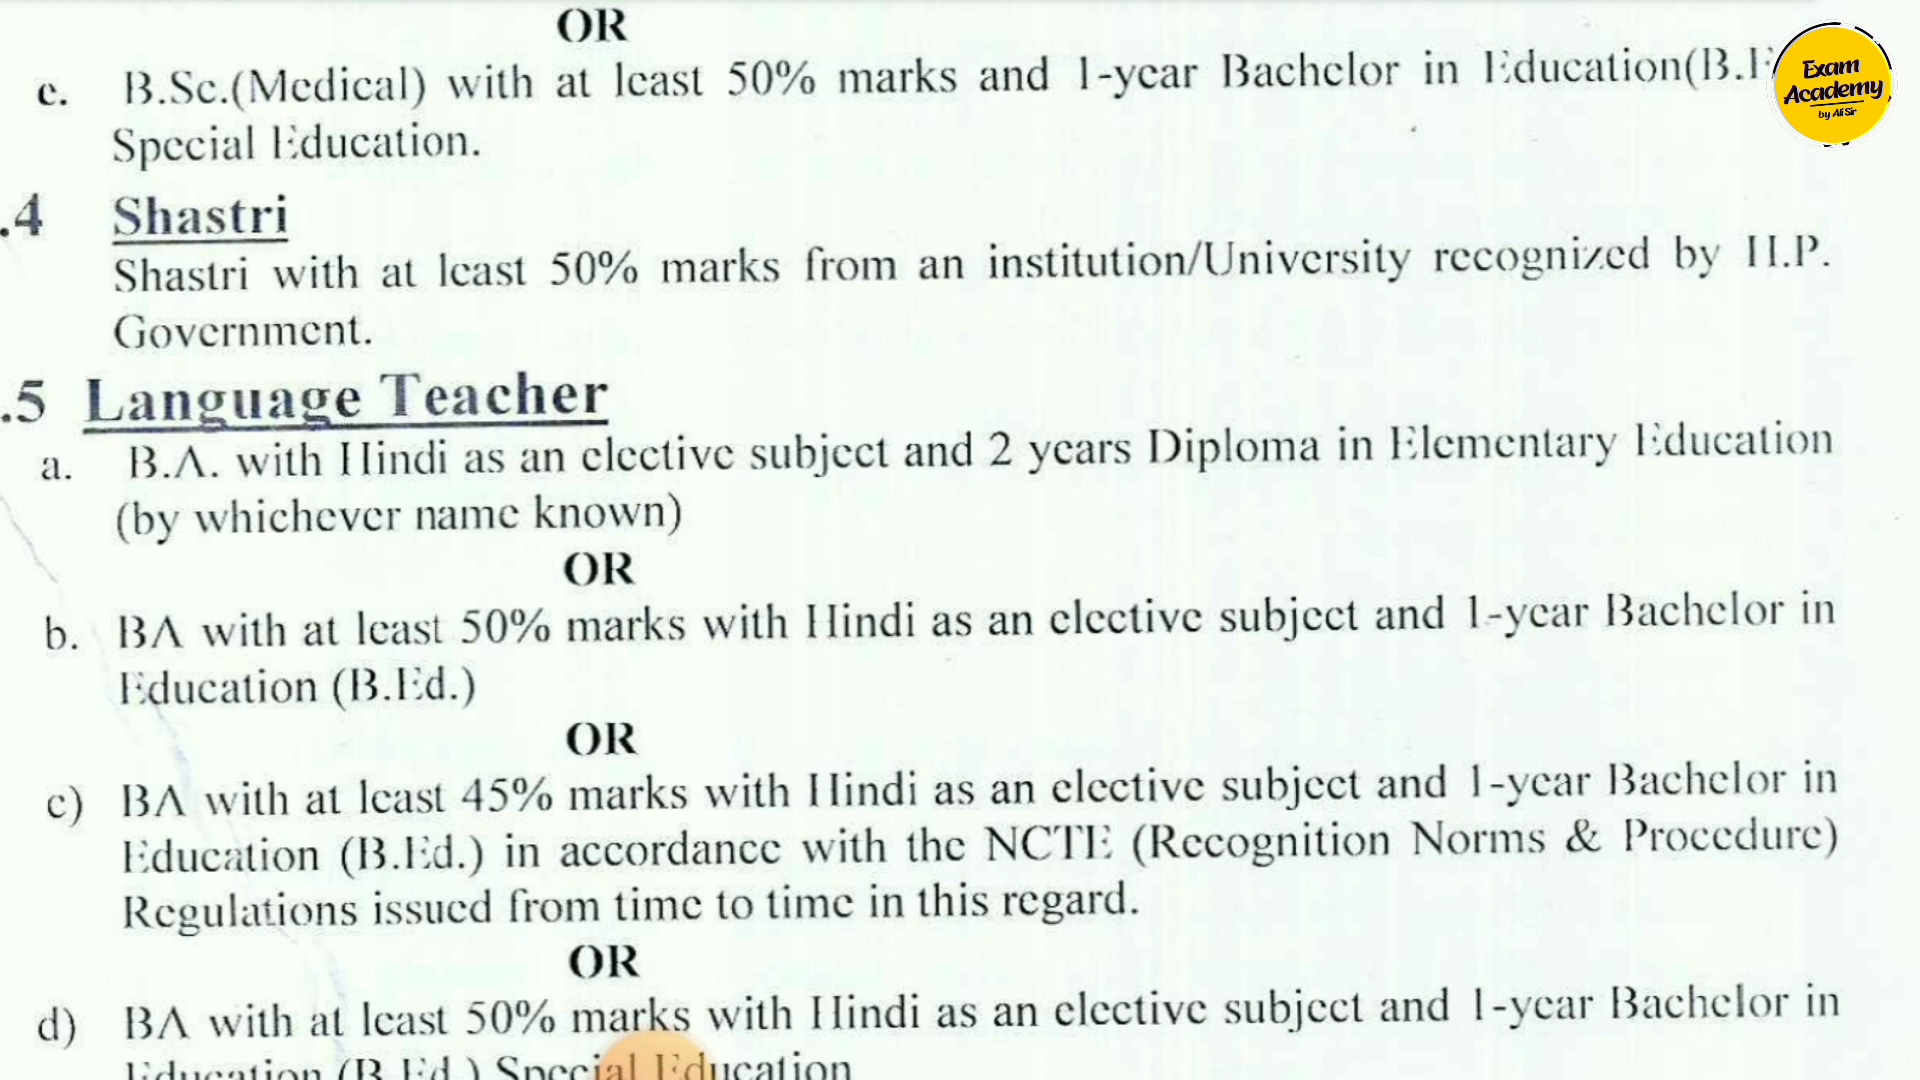 OR
e. B.Sc.(Medical) with at least 50% marks and 1-year Bachelor in Education(B.E
Special Education.
.4 Shastri
Shastri with at least 50% marks from an institution/University recognized by H.P.
Government.
.5 Language Teacher
a. B.A. with Hindi as an elective subject and 2 years Diploma in Elementary Education
(by whichever name known)
OR
b. BA with at least 50% marks with Hindi as an elective subject and 1-year Bachelor in
Education (B.Ed.)
OR
c) BA with at least 45% marks with Hindi as an elective subject and 1-year Bachelor in
Education (B.Ed.) in accordance with the NCTE (Recognition Norms & Procedure)
Regulations issued from time to time in this regard.
OR
d) BA with at least 50% marks with Hindi as an elective subject and 1-year Bachelor in
Education (B.Ed.) Special Education
Exam
Academy
by Ali Sir